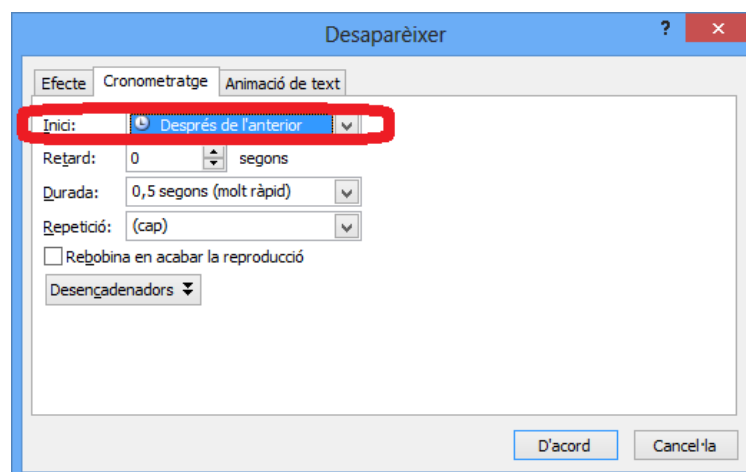 Desaparèixer ?
Efecte Cronometratge Animació de text
Inici: Després de l'anterior
Retard: 0 segons
Durada: 0,5 segons (molt ràpid)
Repetició: (cap)
Rebobina en acabar la reproducció
Desencadenadors
D'acord Cancel·la